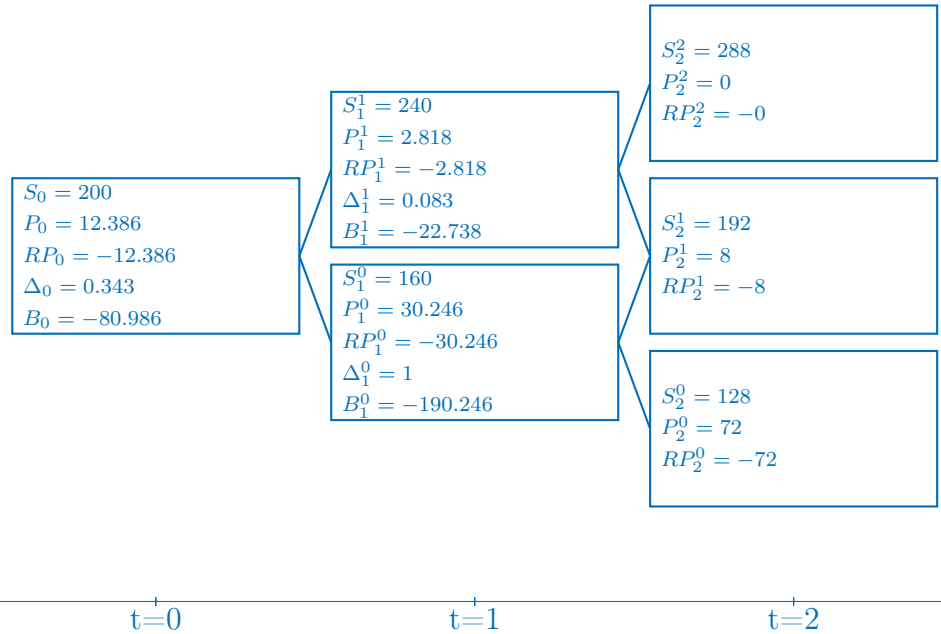 S_0 = 200
P_0 = 12.386
RP_0 = −12.386
Δ_0 = 0.343
B_0 = −80.986
S_1^1 = 240
P_1^1 = 2.818
RP_1^1 = −2.818
Δ_1^1 = 0.083
B_1^1 = −22.738
S_1^0 = 160
P_1^0 = 30.246
RP_1^0 = −30.246
Δ_1^0 = 1
B_1^0 = −190.246
S_2^2 = 288
P_2^2 = 0
RP_2^2 = −0
S_2^1 = 192
P_2^1 = 8
RP_2^1 = −8
S_2^0 = 128
P_2^0 = 72
RP_2^0 = −72
t=0
t=1
t=2